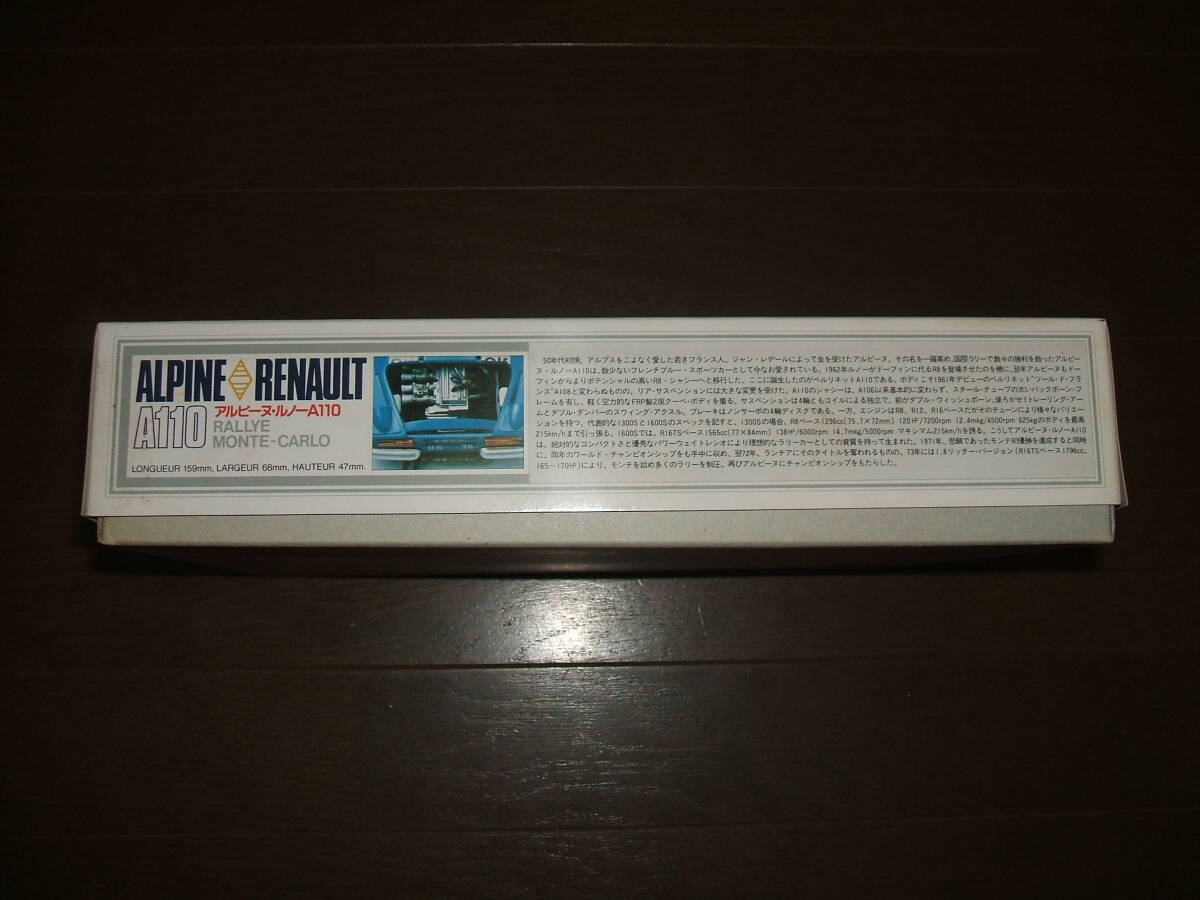 ALPINE RENAULT
A110 アルピーヌ・ルノーA110
RALLYE
MONTE-CARLO
LONGUEUR 159mm, LARGEUR 68mm, HAUTEUR 47mm.
50年代初頭、アルプスをこよなく愛した若きフランス人、ジャン・レデールによって生を受けたアルピーヌ。その名を一躍高め、国際ラリーで数々の勝利を飾ったアルピー
ヌ・ルノーA110は、数少ないフレンチブルー・スポーツカーとして今なお愛されている。1962年ルノーがドーフィンに代るR8を登場させたのを機に、翌年アルピーヌもドー
フィンからよりポテンシャルの高いR8・シャシーへと移行した。ここに誕生したのがベルリネットA110である。ボディこそ1961年デビューのベルリネット"ツール・ド・フラ
ンス"A108と変わらぬものの、リア・サスペンションには大きな変更を受けた。A110のシャシーは、A106以来基本的に変わらず、スチール・チューブの太いバックボーン・フ
レームを有し、軽く空力的なFRP製2座クーペ・ボディを着る。サスペンションは4輪ともコイルによる独立で、前がダブル・ウィッシュボーン、後ろがセミトレーリング・アー
ムとダブル・ダンパーのスウィング・アクスル。ブレーキはノンサーボの4輪ディスクである。一方、エンジンはR8、R12、R16ベースだがそのチューンにより様々なバリエー
ションを持つ、代表的な1300Sと1600Sのスペックを記すと、1300Sの場合、R8ベース1296cc(75.7×72mm) 120HP/7200rpm 12.4mkg/4500rpm 625kgのボディを最高
215km/hまで引っ張る。1600Sでは、R16TSベース1565cc(77×84mm) 138HP/6000rpm 14.7mkg/5000rpm マキシマム215km/hを誇る。こうしてアルピーヌ・ルノーA110
は、絶対的なコンパクトさと優秀なパワーウェイトレシオにより理想的なラリーカーとしての資質を持って生まれた。1971年、悲願であったモンテ初優勝を達成すると同時
に、同年のワールド・チャンピオンシップをも手中に収め、翌72年、ランチアにそのタイトルを奪われるものの、73年には1.8リッター・バージョン(R16TSベース1796cc、
165―170HP)により、モンテを始め多くのラリーを制圧。再びアルピーヌにチャンピオンシップをもたらした。